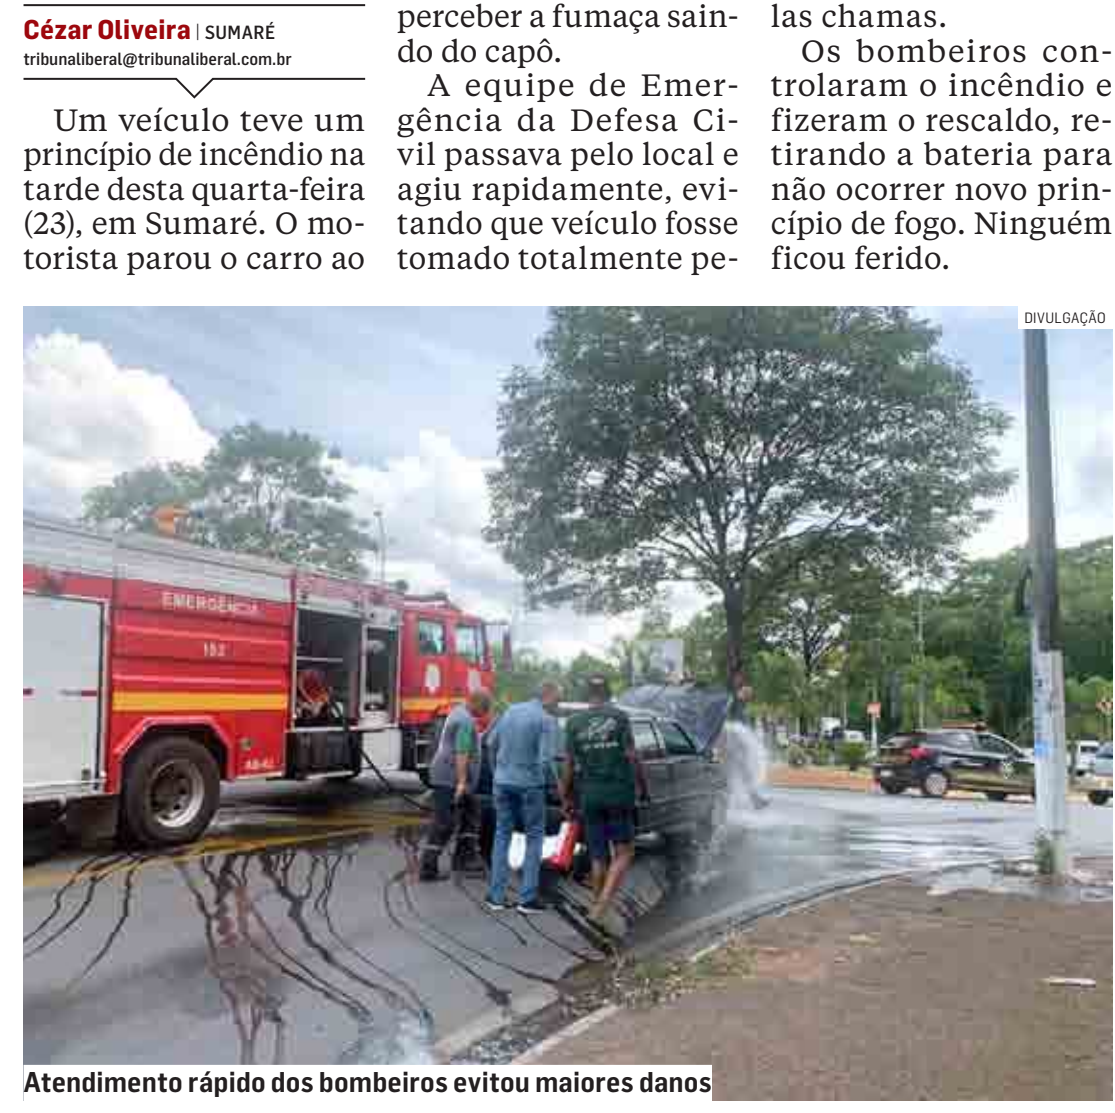 Cézar Oliveira | SUMARÉ
tribunaliberal@tribunaliberal.com.br
Um veículo teve um
princípio de incêndio na
tarde desta quarta-feira
(23), em Sumaré. O mo-
torista parou o carro ao
perceber a fumaça sain-
do do capô.
A equipe de Emer-
gência da Defesa Ci-
vil passava pelo local e
agiu rapidamente, evi-
tando que veículo fosse
tomado totalmente pe-
las chamas.
Os bombeiros con-
trolaram o incêndio e
fizeram o rescaldo, re-
tirando a bateria para
não ocorrer novo prin-
cípio de fogo. Ninguém
ficou ferido.
DIVULGAÇÃO
EMERGÊNCIA
193
Atendimento rápido dos bombeiros evitou maiores danos